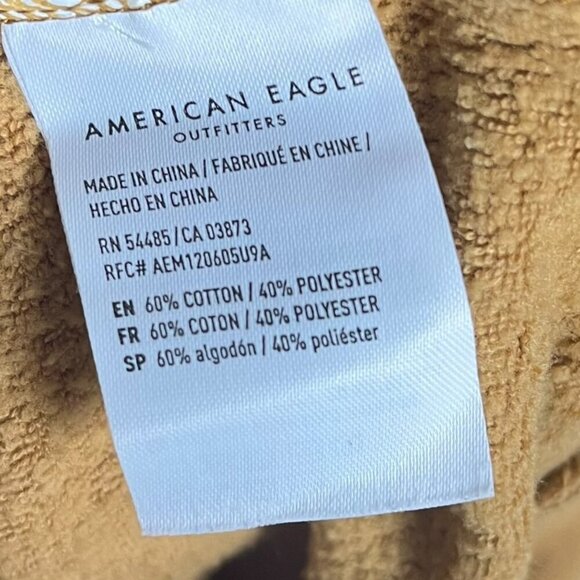 AMERICAN EAGLE
OUTFITTERS
MADE IN CHINA / FABRIQUÉ EN CHINE /
HECHO EN CHINA
RN 54485 / CA 03873
RFC# AEM120605U9A
EN 60% COTTON / 40% POLYESTER
FR 60% COTON / 40% POLYESTER
SP 60% algodón / 40% poliéster